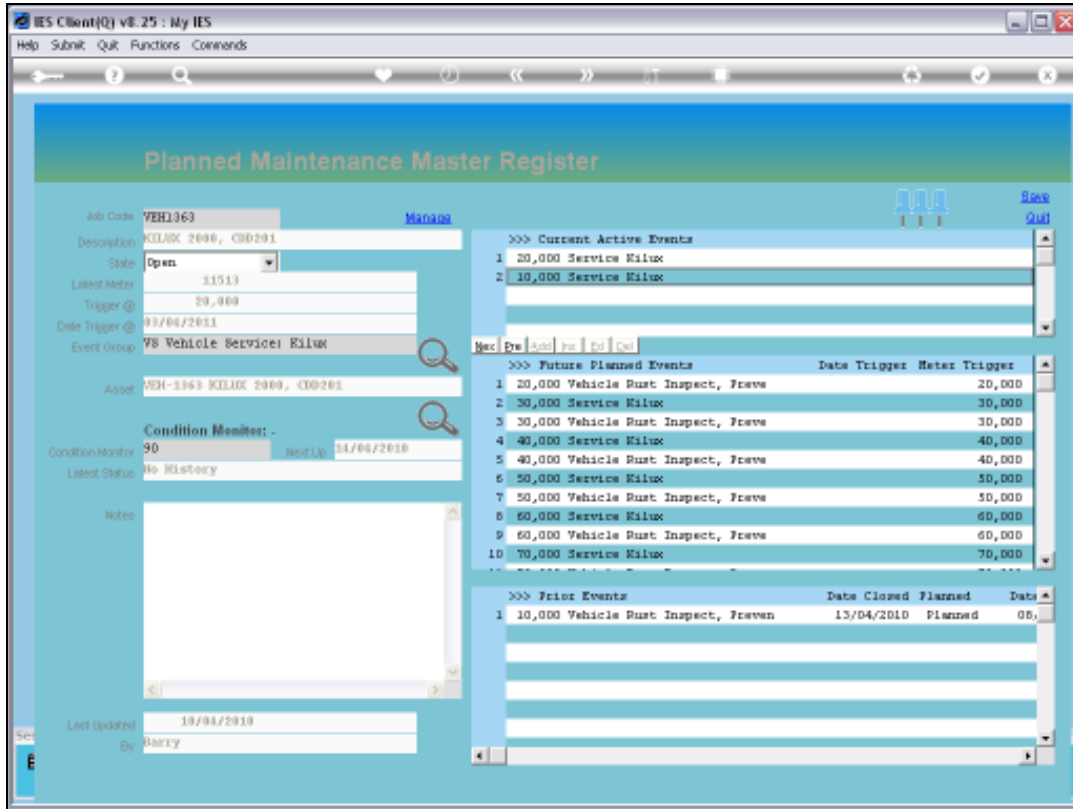 IES Client(Q) v8.25 : My IES
Help Submit Quit Functions Commands
Planned Maintenance Master Register
Save
Quit
Job Code VEH1363 Manage
Description KILUX 2000, CDD201
State Open
Latest Meter 11513
Trigger @ 20,000
Date Trigger @ 03/04/2011
Event Group VS Vehicle Service: Kilux
Asset VEH-1363 KILUX 2000, CDD201
Condition Monitor: -
Condition Monitor 90 Next Up 14/04/2010
Latest Status No History
Notes
Last Updated 10/04/2010
By Barry
>>> Current Active Events
1 20,000 Service Kilux
2 10,000 Service Kilux
Nex Pre Add Inx Ed Del
>>> Future Planned Events Date Trigger Meter Trigger
1 20,000 Vehicle Rust Inspect, Preve 20,000
2 30,000 Service Kilux 30,000
3 30,000 Vehicle Rust Inspect, Preve 30,000
4 40,000 Service Kilux 40,000
5 40,000 Vehicle Rust Inspect, Preve 40,000
6 50,000 Service Kilux 50,000
7 50,000 Vehicle Rust Inspect, Preve 50,000
8 60,000 Service Kilux 60,000
9 60,000 Vehicle Rust Inspect, Preve 60,000
10 70,000 Service Kilux 70,000
>>> Prior Events Date Closed Planned Date
1 10,000 Vehicle Rust Inspect, Preven 13/04/2010 Planned 08,